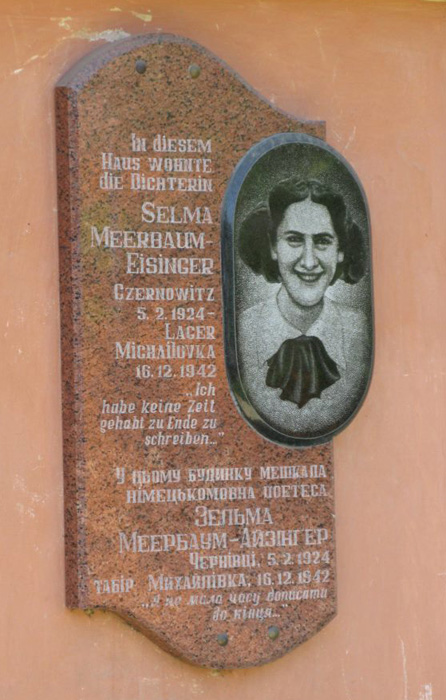 In diesem
Haus wohnte
die Dichterin
Selma
Meerbaum-
Eisinger
Czernowitz
5. 2. 1924-
Lager
Michailovka
16. 12. 1942
„Ich
habe keine Zeit
gehabt zu Ende zu
schreiben..."
У цьому будинку мешкала
німецькомовна поетеса
Зельма
Меербаум-Айзінгер
Чернівці, 5. 2. 1924
табір Михайлівка, 16. 12. 1942
„Я не мала часу дописати
до кінця..."